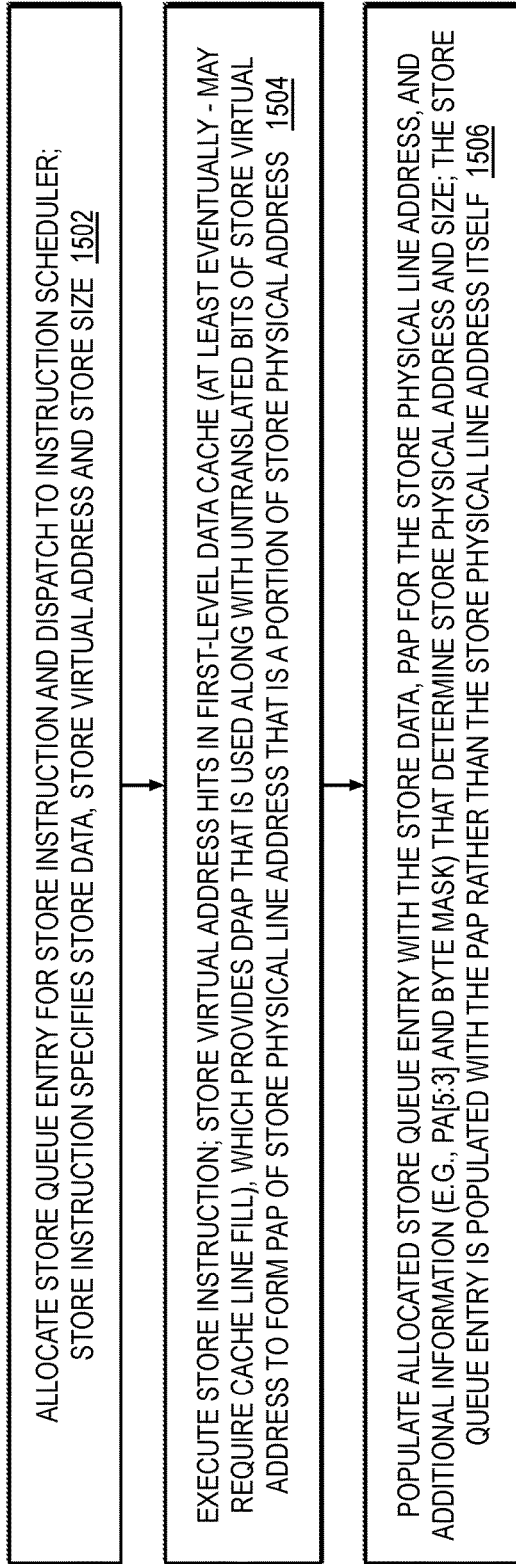 ALLOCATE STORE QUEUE ENTRY FOR STORE INSTRUCTION AND DISPATCH TO INSTRUCTION SCHEDULER;
STORE INSTRUCTION SPECIFIES STORE DATA, STORE VIRTUAL ADDRESS AND STORE SIZE 1502
EXECUTE STORE INSTRUCTION; STORE VIRTUAL ADDRESS HITS IN FIRST-LEVEL DATA CACHE (AT LEAST EVENTUALLY - MAY
REQUIRE CACHE LINE FILL), WHICH PROVIDES DPAP THAT IS USED ALONG WITH UNTRANSLATED BITS OF STORE VIRTUAL
ADDRESS TO FORM PAP OF STORE PHYSICAL LINE ADDRESS THAT IS A PORTION OF STORE PHYSICAL ADDRESS 1504
POPULATE ALLOCATED STORE QUEUE ENTRY WITH THE STORE DATA, PAP FOR THE STORE PHYSICAL LINE ADDRESS, AND
ADDITIONAL INFORMATION (E.G., PA[5:3] AND BYTE MASK) THAT DETERMINE STORE PHYSICAL ADDRESS AND SIZE; THE STORE
QUEUE ENTRY IS POPULATED WITH THE PAP RATHER THAN THE STORE PHYSICAL LINE ADDRESS ITSELF 1506